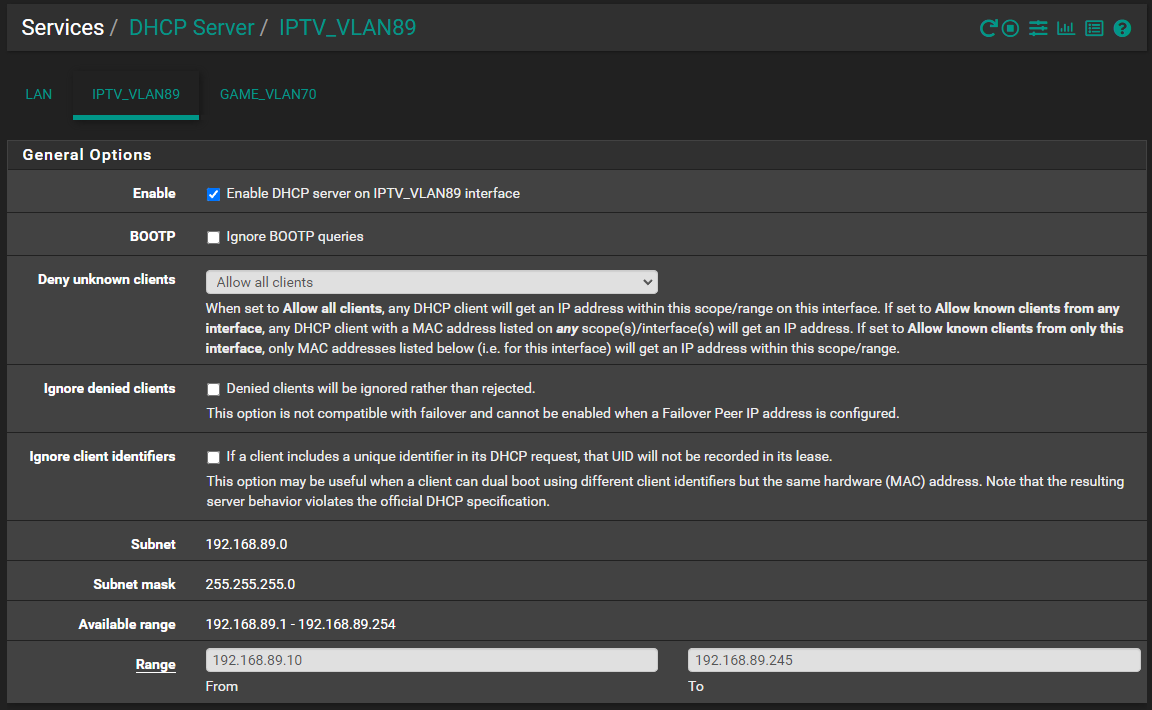 Services / DHCP Server / IPTV_VLAN89
LAN IPTV_VLAN89 GAME_VLAN70
General Options
Enable Enable DHCP server on IPTV_VLAN89 interface
BOOTP Ignore BOOTP queries
Deny unknown clients Allow all clients
When set to Allow all clients, any DHCP client will get an IP address within this scope/range on this interface. If set to Allow known clients from any
interface, any DHCP client with a MAC address listed on any scope(s)/interface(s) will get an IP address. If set to Allow known clients from only this
interface, only MAC addresses listed below (i.e. for this interface) will get an IP address within this scope/range.
Ignore denied clients Denied clients will be ignored rather than rejected.
This option is not compatible with failover and cannot be enabled when a Failover Peer IP address is configured.
Ignore client identifiers If a client includes a unique identifier in its DHCP request, that UID will not be recorded in its lease.
This option may be useful when a client can dual boot using different client identifiers but the same hardware (MAC) address. Note that the resulting
server behavior violates the official DHCP specification.
Subnet 192.168.89.0
Subnet mask 255.255.255.0
Available range 192.168.89.1 - 192.168.89.254
Range 192.168.89.10 192.168.89.245
From To